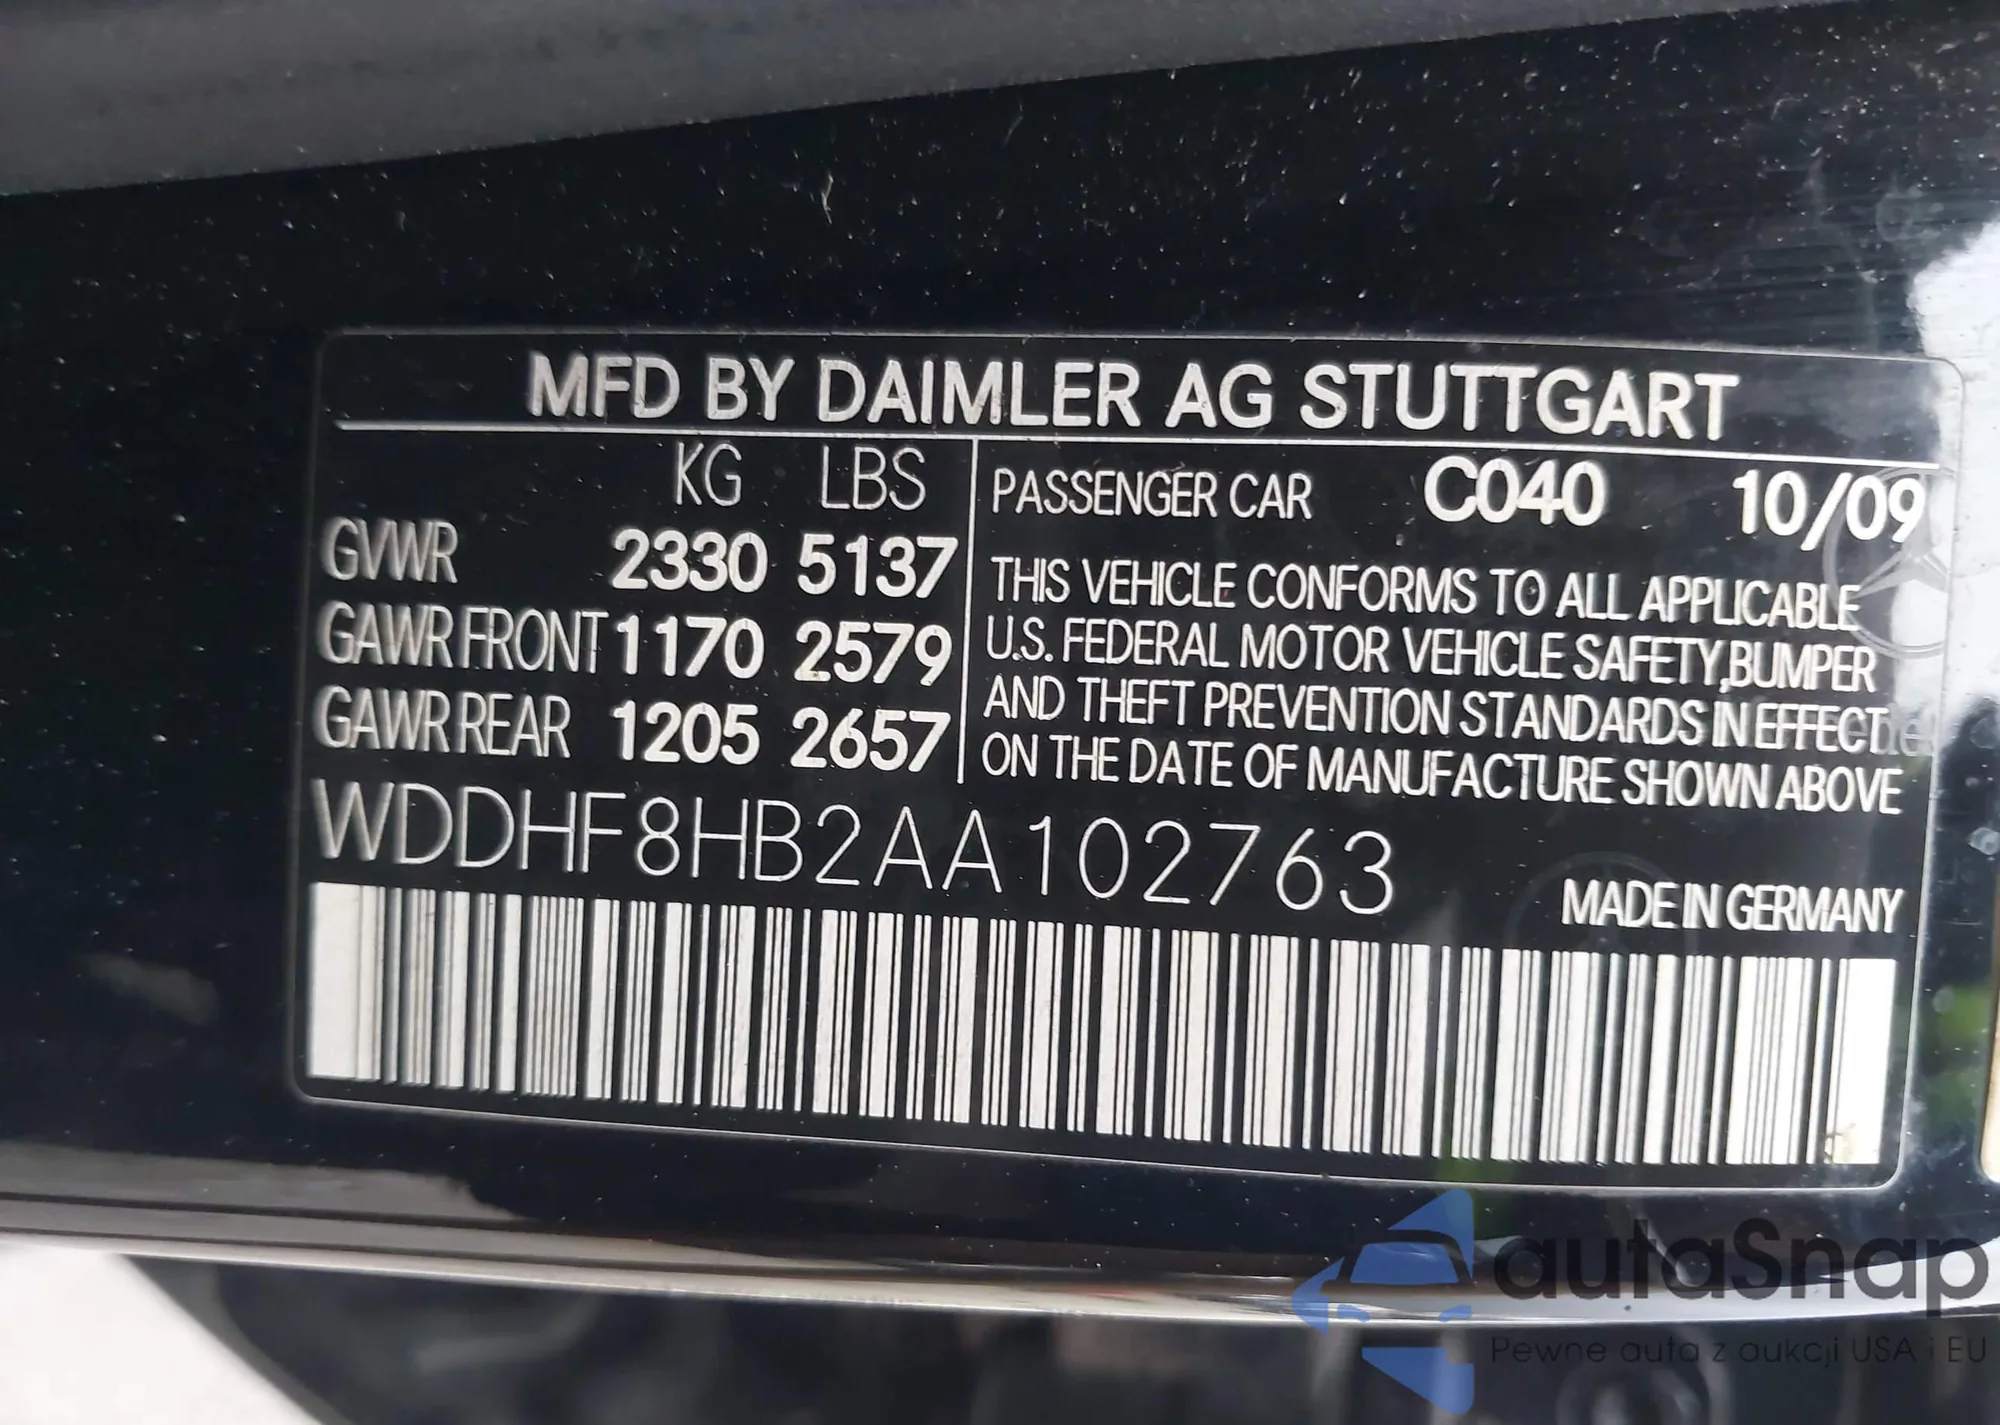 MFD BY DAIMLER AG STUTTGART
KG LBS
GVWR 2330 5137
GAWR FRONT 1170 2579
GAWR REAR 1205 2657
PASSENGER CAR C040 10/09
THIS VEHICLE CONFORMS TO ALL APPLICABLE
U.S. FEDERAL MOTOR VEHICLE SAFETY,BUMPER
AND THEFT PREVENTION STANDARDS IN EFFECT
ON THE DATE OF MANUFACTURE SHOWN ABOVE
WDDHF8HB2AA102763
MADE IN GERMANY
autaSnap
Pewne auta z aukcji USA i EU